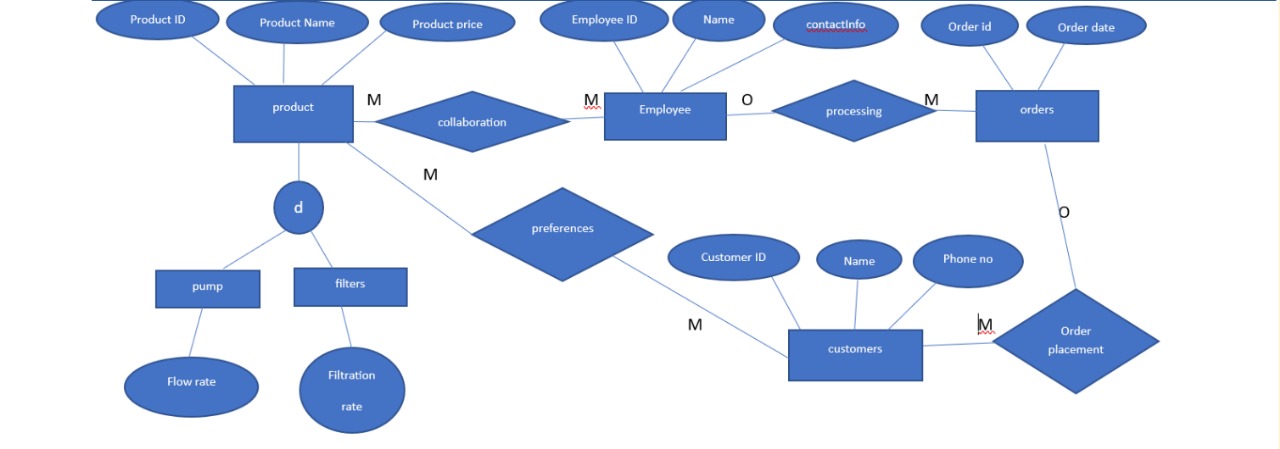 Product ID
Product Name
Product price
Employee ID
Name
contactInfo
Order id
Order date
product
M
collaboration
M
Employee
O
processing
M
orders
M
d
preferences
O
Customer ID
Name
Phone no
pump
filters
M
M
customers
Order
placement
Flow rate
Filtration
rate